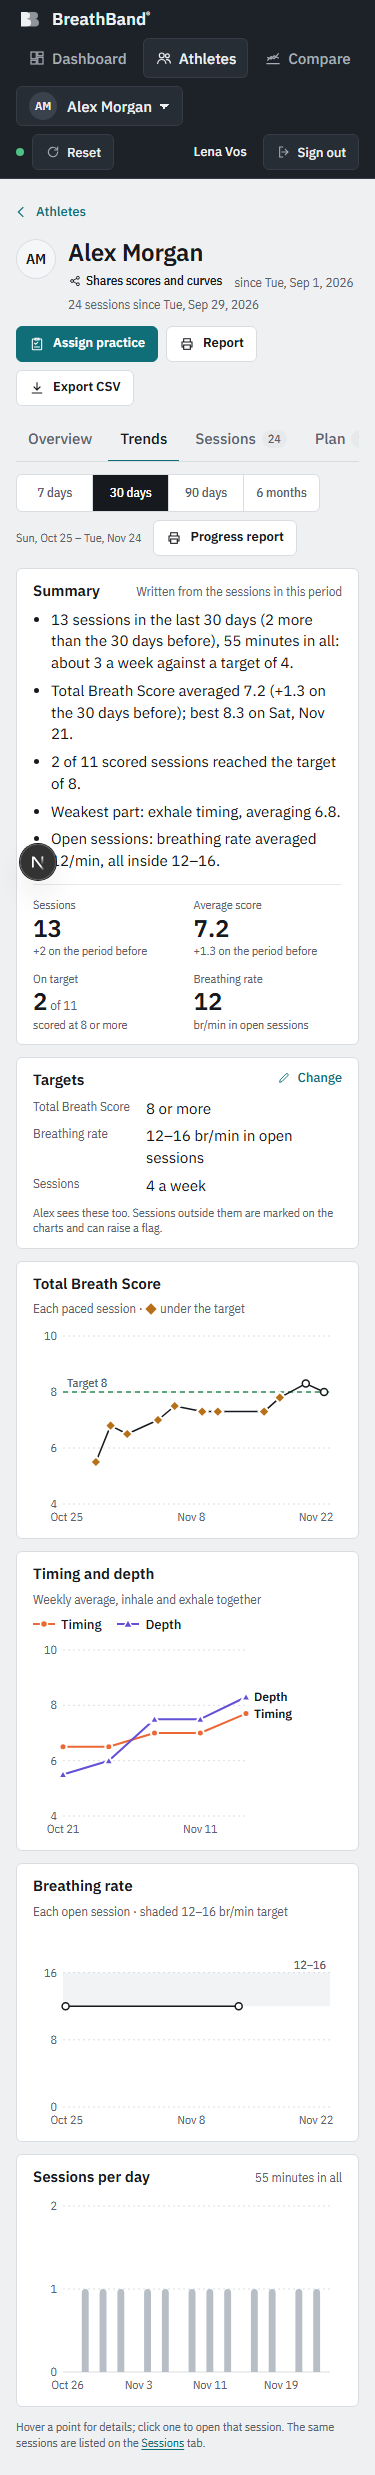 BreathBand®
Dashboard Athletes Compare
AM Alex Morgan
Reset Lena Vos Sign out
Athletes
AM Alex Morgan
Shares scores and curves since Tue, Sep 1, 2026
24 sessions since Tue, Sep 29, 2026
Assign practice Report
Export CSV
Overview Trends Sessions 24 Plan
7 days 30 days 90 days 6 months
Sun, Oct 25 – Tue, Nov 24 Progress report
Summary Written from the sessions in this period
• 13 sessions in the last 30 days (2 more
than the 30 days before), 55 minutes in all:
about 3 a week against a target of 4.
• Total Breath Score averaged 7.2 (+1.3 on
the 30 days before); best 8.3 on Sat, Nov
21.
• 2 of 11 scored sessions reached the target
of 8.
• Weakest part: exhale timing, averaging 6.8.
• Open sessions: breathing rate averaged
N 12/min, all inside 12–16.
Sessions Average score
13 7.2
+2 on the period before +1.3 on the period before
On target Breathing rate
2 of 11 12
scored at 8 or more br/min in open sessions
Targets Change
Total Breath Score 8 or more
Breathing rate 12–16 br/min in open
sessions
Sessions 4 a week
Alex sees these too. Sessions outside them are marked on the
charts and can raise a flag.
Total Breath Score
Each paced session · ◆ under the target
10
Target 8
8
6
4
Oct 25 Nov 8 Nov 22
Timing and depth
Weekly average, inhale and exhale together
Timing Depth
10
8 Depth
Timing
6
4
Oct 21 Nov 11
Breathing rate
Each open session · shaded 12–16 br/min target
12–16
16
8
0
Oct 25 Nov 8 Nov 22
Sessions per day 55 minutes in all
2
1
0
Oct 26 Nov 3 Nov 11 Nov 19
Hover a point for details; click one to open that session. The same
sessions are listed on the Sessions tab.